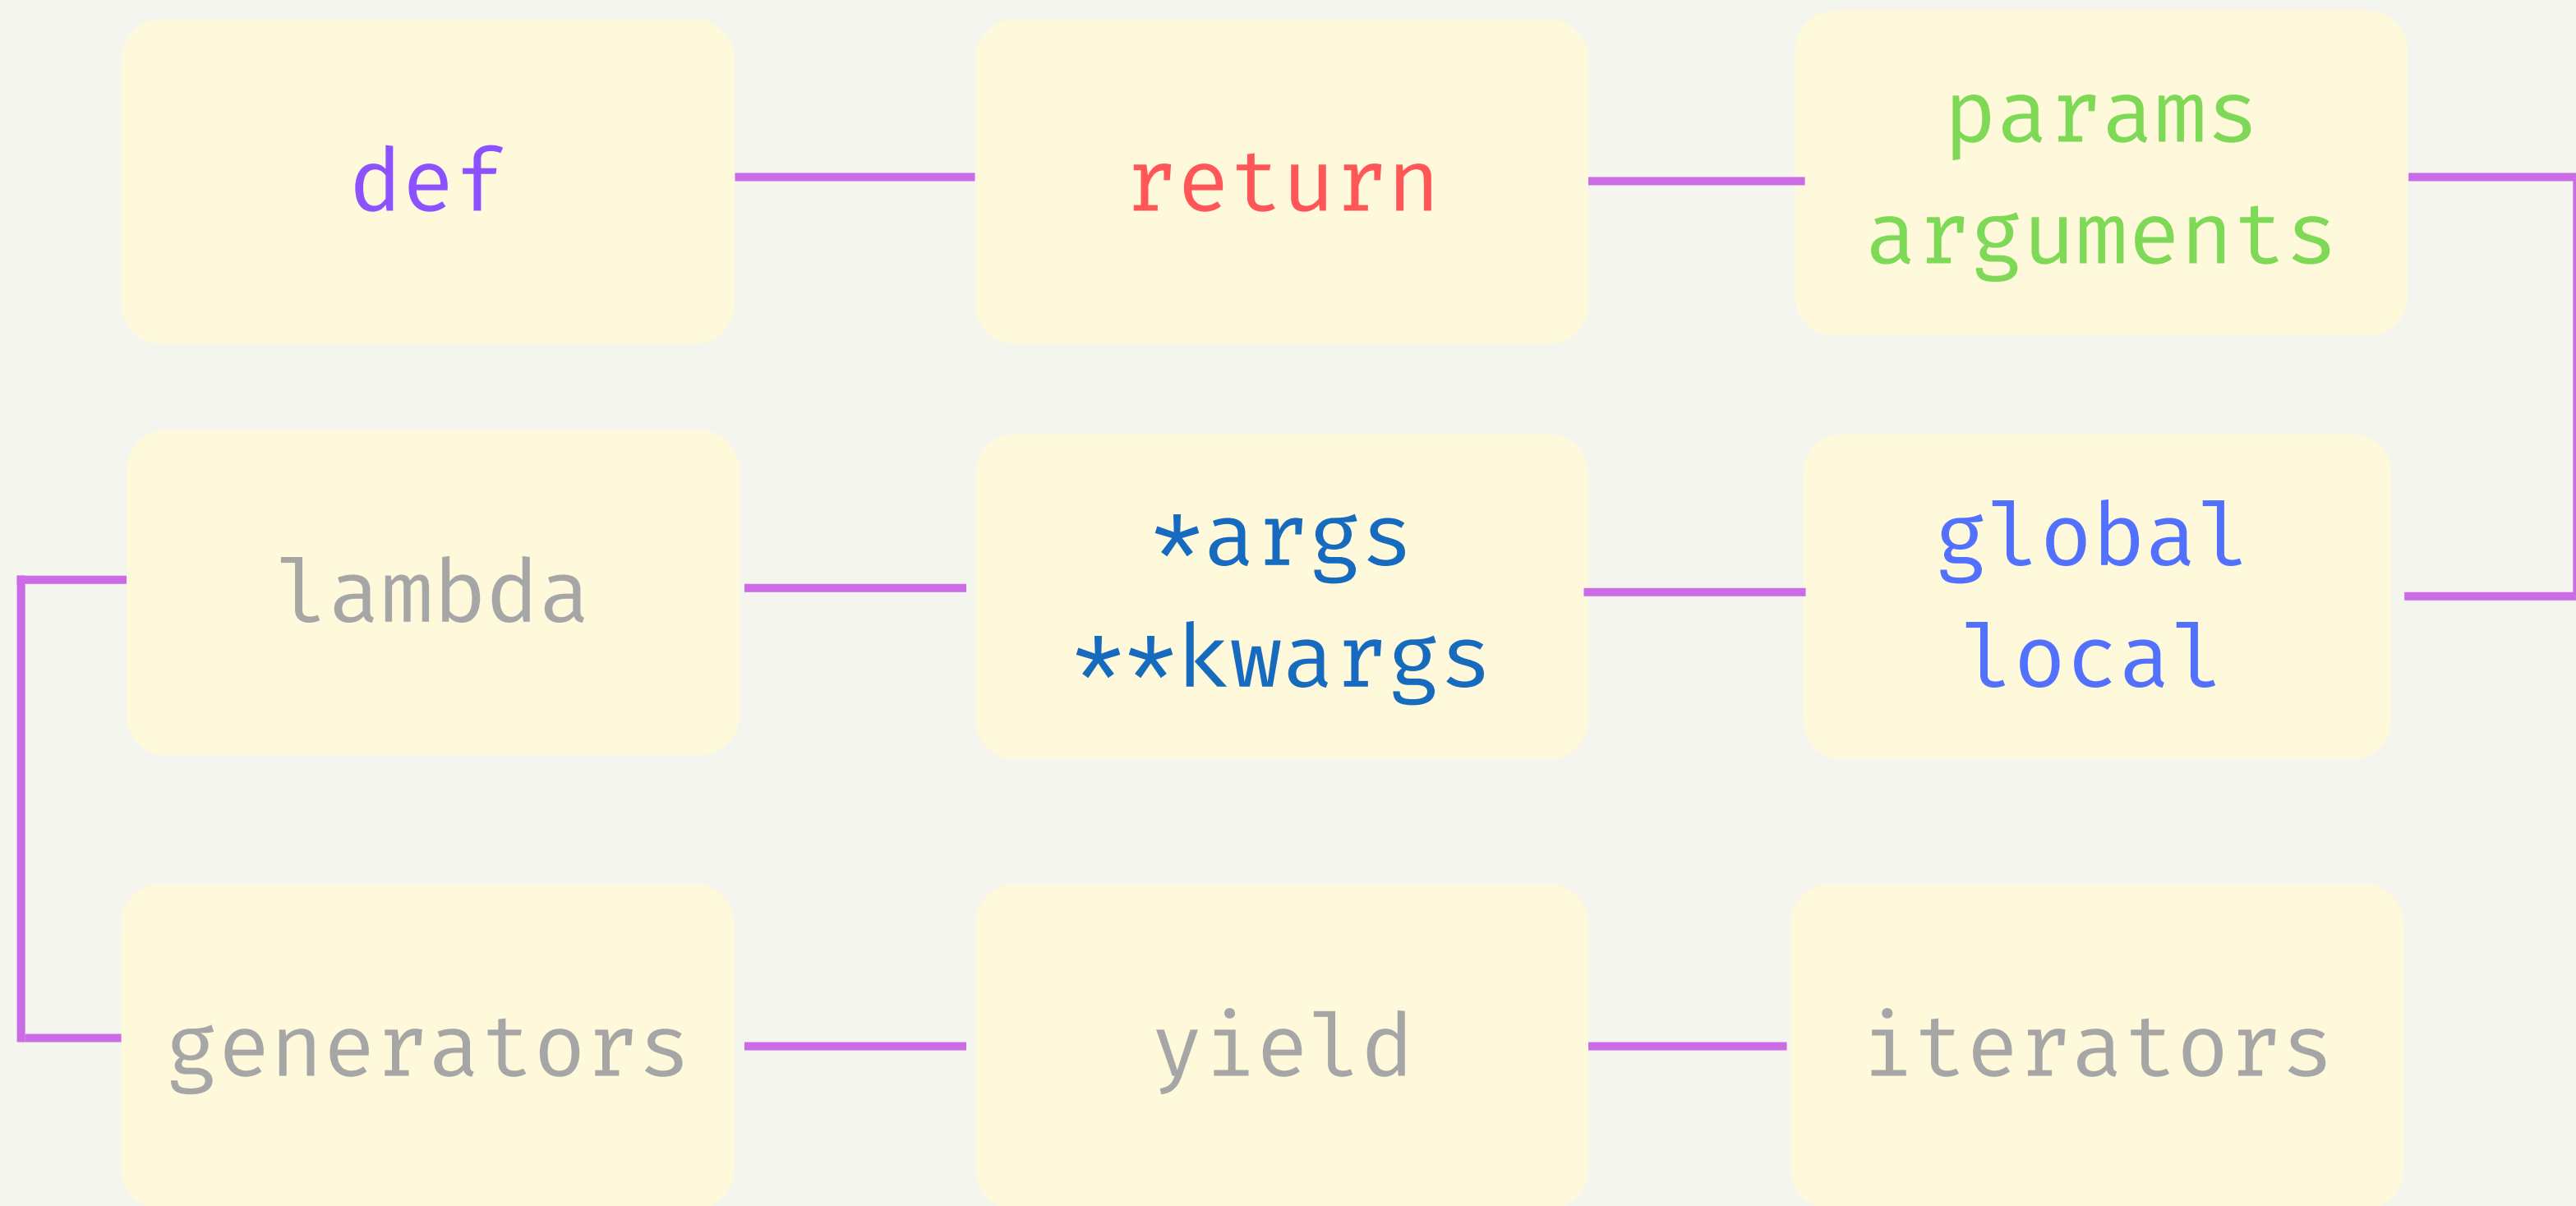 def
return
params
arguments
global
local
*args
**kwargs
lambda
generators
yield
iterators